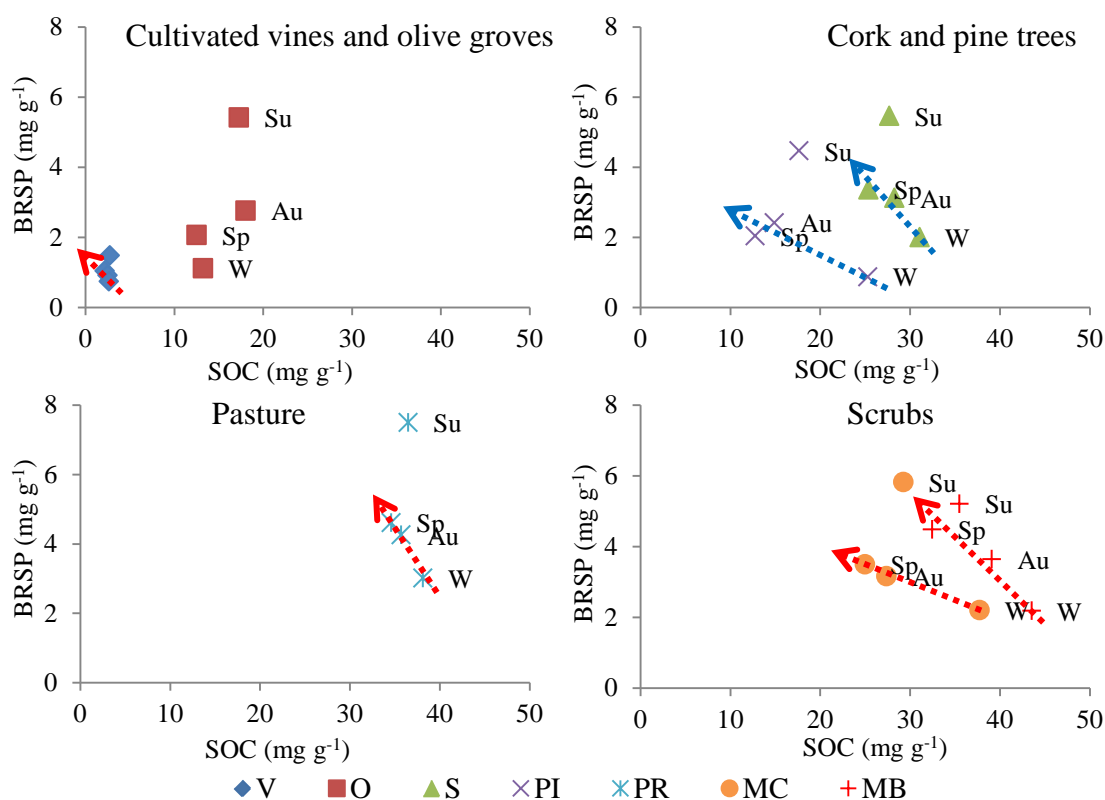 Cultivated vines and olive groves
BRSP (mg g-1)
8
6
4
2
0
Su
Au
Sp
W
0 10 20 30 40 50
SOC (mg g-1)
Cork and pine trees
BRSP (mg g-1)
8
6
4
2
0
Su
Su
Sp
Au
Au
Sp
W
W
0 10 20 30 40 50
SOC (mg g-1)
Pasture
BRSP (mg g-1)
8
6
4
2
0
Su
Sp
Au
W
0 10 20 30 40 50
SOC (mg g-1)
Scrubs
BRSP (mg g-1)
8
6
4
2
0
Su
Su
Sp
Au
Sp
Au
W
W
0 10 20 30 40 50
SOC (mg g-1)
V O S PI PR MC MB